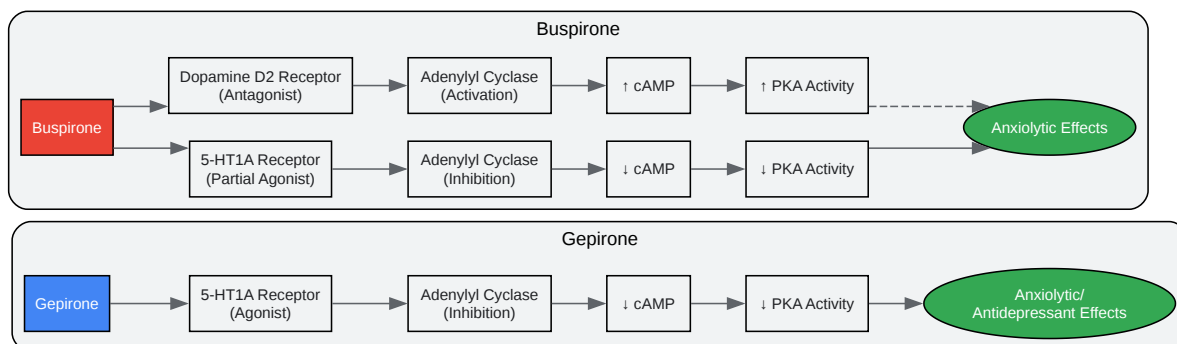 Buspirone
Dopamine D2 Receptor
(Antagonist)
Adenylyl Cyclase
(Activation)
↑ cAMP
↑ PKA Activity
Buspirone
Anxiolytic Effects
5-HT1A Receptor
(Partial Agonist)
Adenylyl Cyclase
(Inhibition)
↓ cAMP
↓ PKA Activity
Gepirone
Gepirone
5-HT1A Receptor
(Agonist)
Adenylyl Cyclase
(Inhibition)
↓ cAMP
↓ PKA Activity
Anxiolytic/
Antidepressant Effects